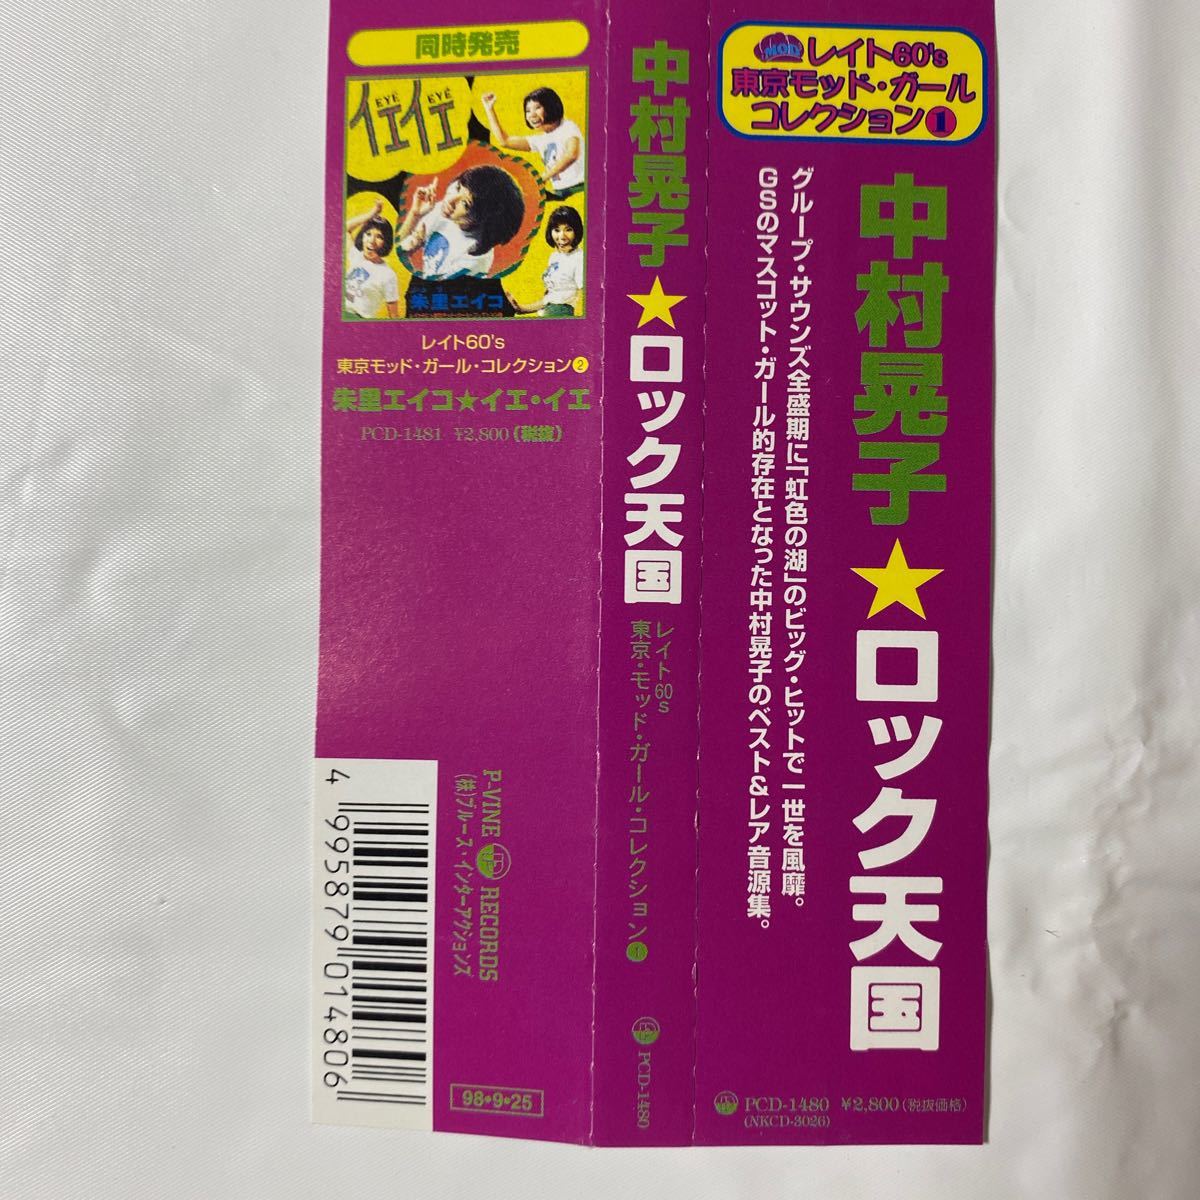 MOD
レイト60's
東京モッド・ガール
コレクション1
中村晃子★ロック天国
グループ・サウンズ全盛期に「虹色の湖」のビッグ・ヒットで一世を風靡。
GSのマスコット・ガール的存在となった中村晃子のベスト&レア音源集。
PCD-1480 ¥2,800(税抜価格)
(NKCD-3026)
中村晃子★ロック天国
レイト60's
東京・モッド・ガール・コレクション1
PCD-1480
同時発売
EYE EYE
イエイエ
朱里エイコ
レイト60's
東京モッド・ガール・コレクション2
朱里エイコ★イエ・イエ
PCD-1481 ¥2,800(税抜)
P-VINE RECORDS
(株)ブルース・インターアクションズ
4 995879 014806
98・9・25